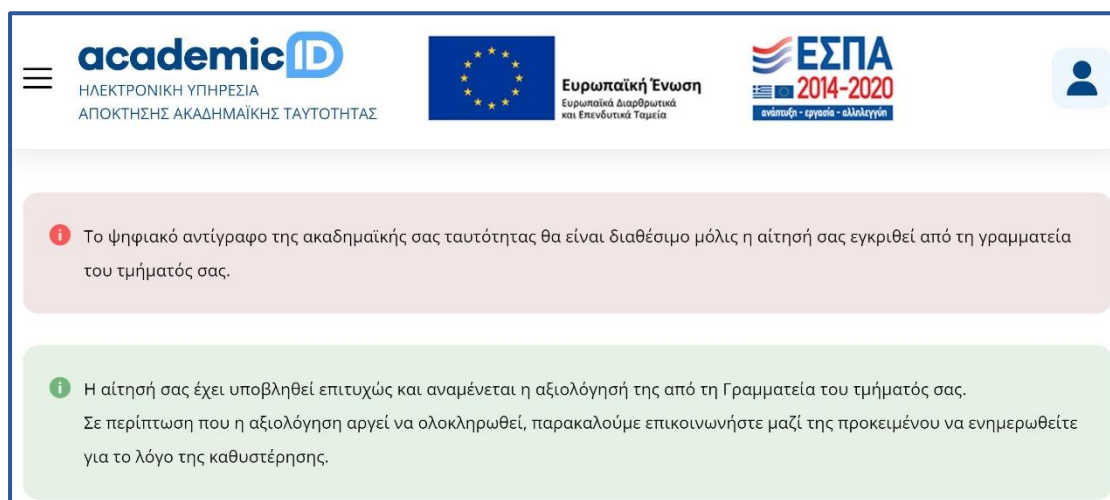 academicID
ΗΛΕΚΤΡΟΝΙΚΗ ΥΠΗΡΕΣΙΑ
ΑΠΟΚΤΗΣΗΣ ΑΚΑΔΗΜΑΪΚΗΣ ΤΑΥΤΟΤΗΤΑΣ
Ευρωπαϊκή Ένωση
Ευρωπαϊκά Διαρθρωτικά
και Επενδυτικά Ταμεία
ΕΣΠΑ
2014-2020
ανάπτυξη - εργασία - αλληλεγγύη
Το ψηφιακό αντίγραφο της ακαδημαϊκής σας ταυτότητας θα είναι διαθέσιμο μόλις η αίτησή σας εγκριθεί από τη γραμματεία
του τμήματός σας.
Η αίτησή σας έχει υποβληθεί επιτυχώς και αναμένεται η αξιολόγησή της από τη Γραμματεία του τμήματός σας.
Σε περίπτωση που η αξιολόγηση αργεί να ολοκληρωθεί, παρακαλούμε επικοινωνήστε μαζί της προκειμένου να ενημερωθείτε
για το λόγο της καθυστέρησης.